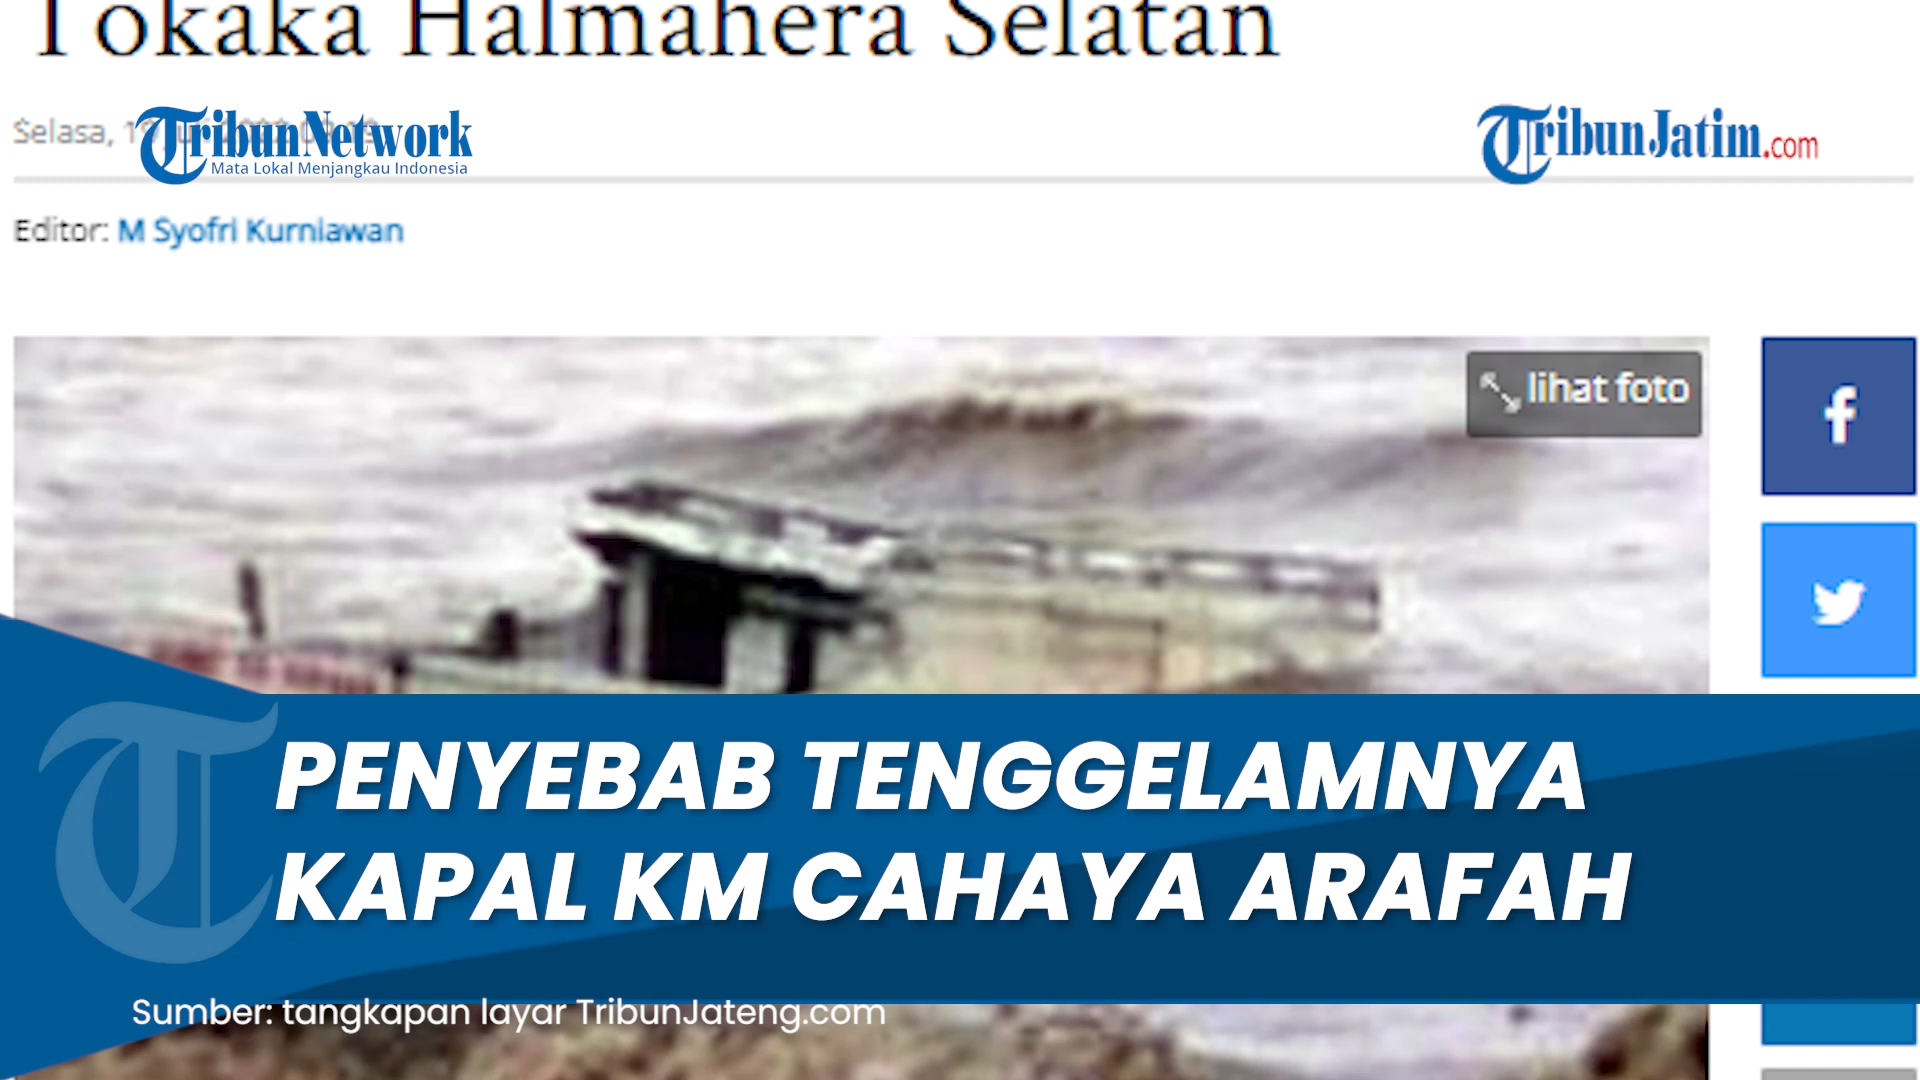 Tokaka Halmahera Selatan
Selasa, 19
TribunNetwork
Mata Lokal Menjangkau Indonesia
TribunJatim.com
Editor: M Syofri Kurniawan
lihat foto
PENYEBAB TENGGELAMNYA
KAPAL KM CAHAYA ARAFAH
Sumber: tangkapan layar TribunJateng.com